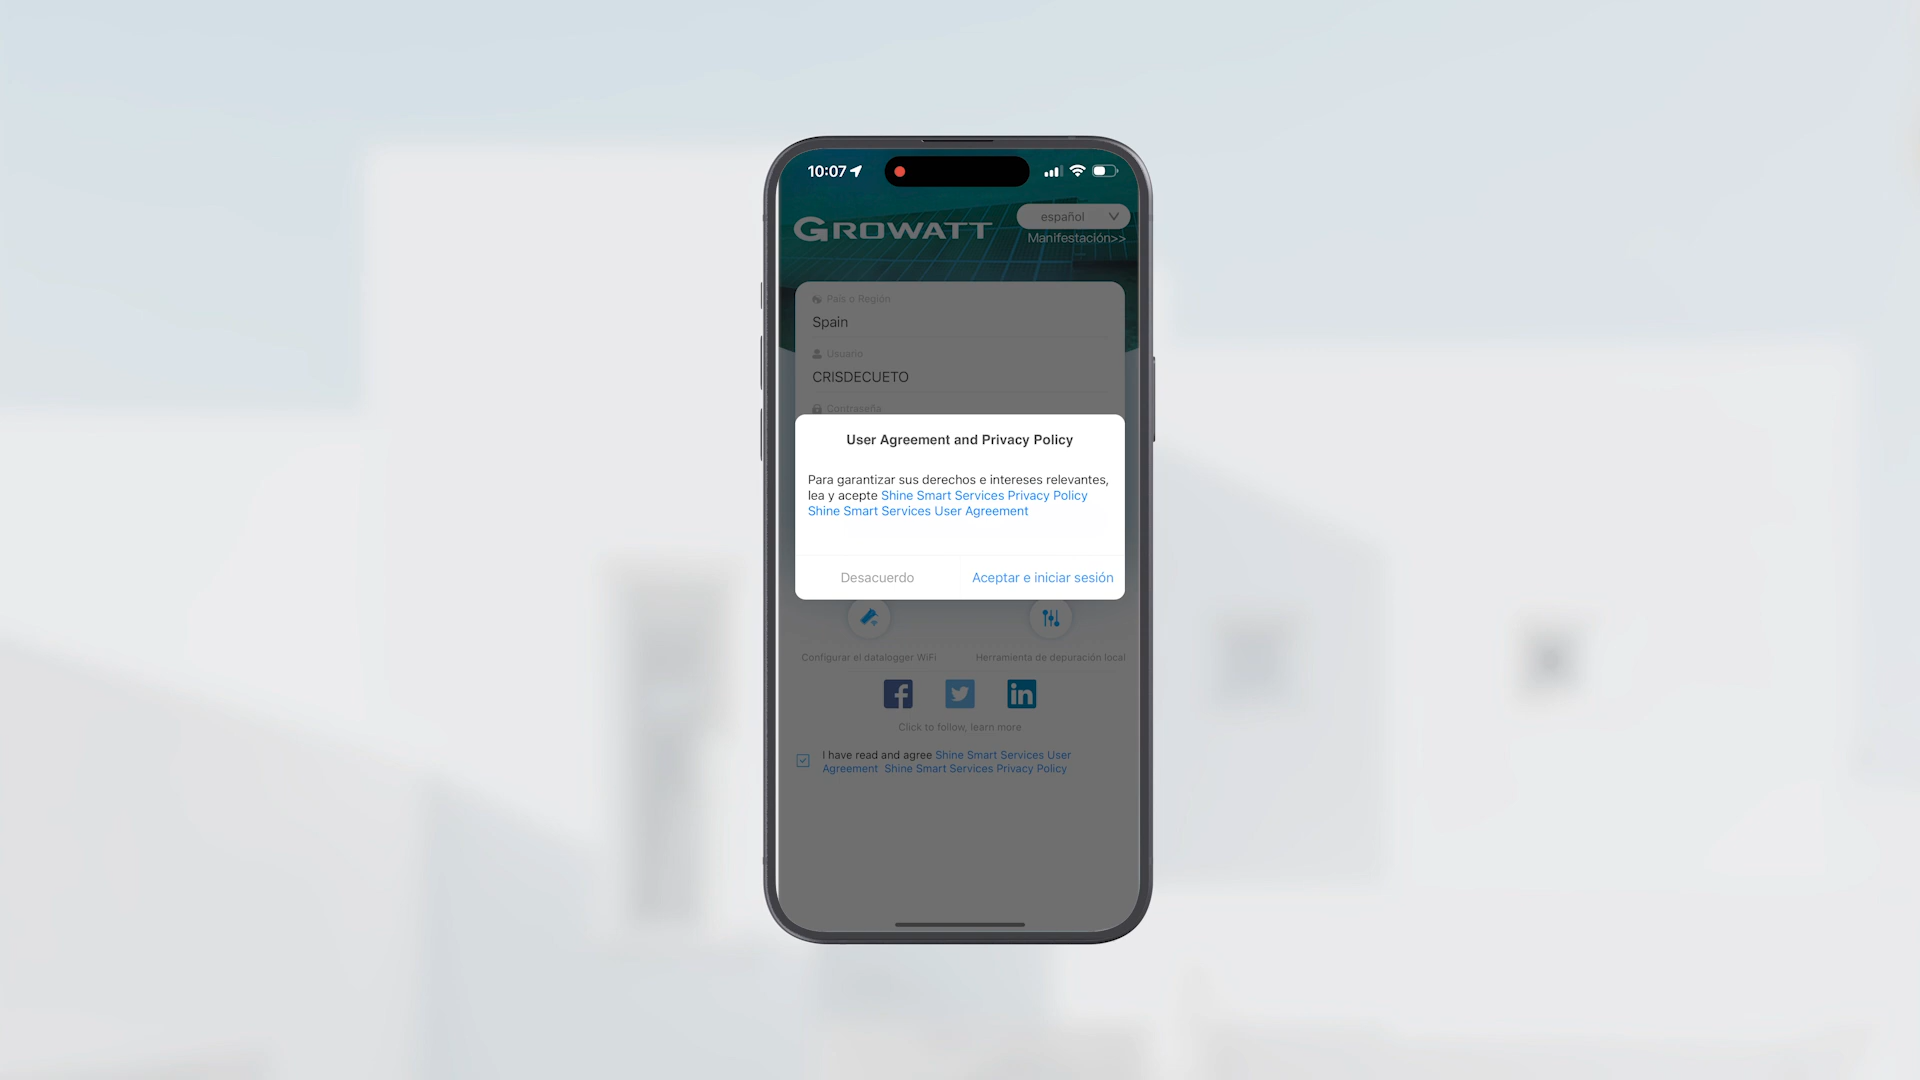 10:07
GROWATT
español
Manifestación>>
País o Región
Spain
Usuario
CRISDECUETO
Contraseña
User Agreement and Privacy Policy
Para garantizar sus derechos e intereses relevantes,
lea y acepte Shine Smart Services Privacy Policy
Shine Smart Services User Agreement
Desacuerdo
Aceptar e iniciar sesión
Configurar el datalogger WiFi
Herramienta de depuración local
Click to follow, learn more
I have read and agree Shine Smart Services User
Agreement Shine Smart Services Privacy Policy